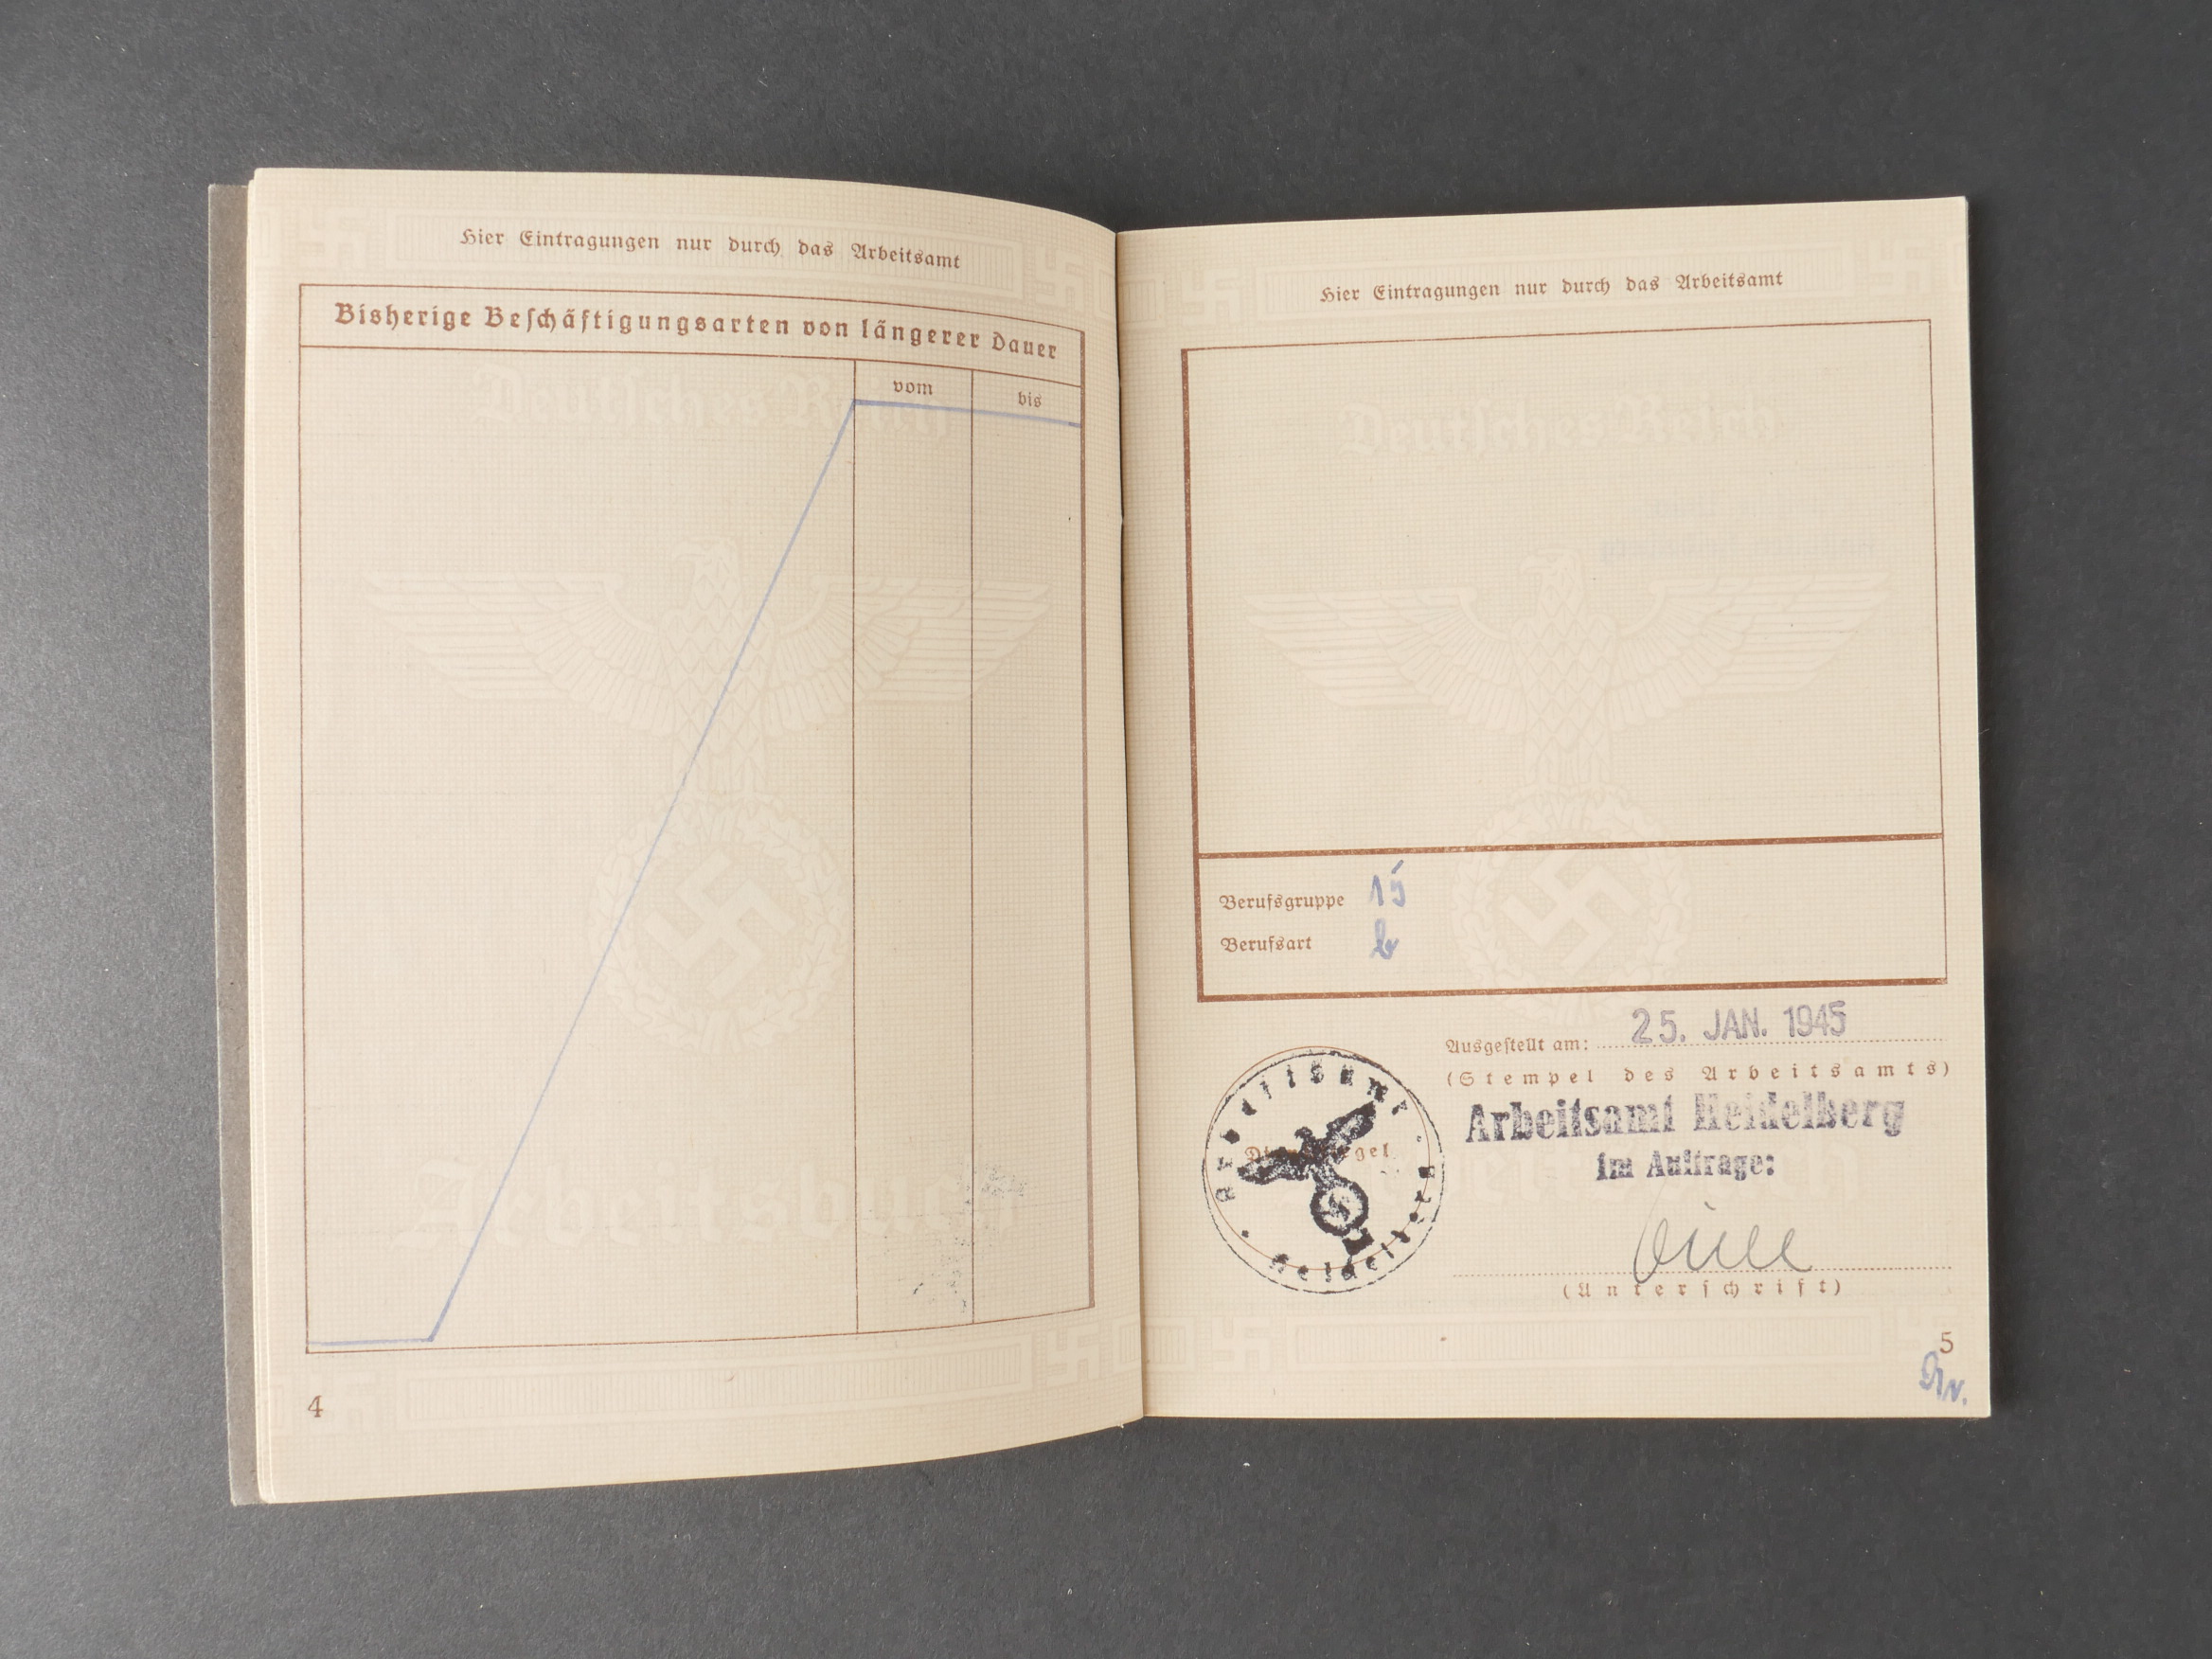 Hier Eintragungen nur durch das Arbeitsamt
Bisherige Beſchäftigungsarten von längerer Dauer
vom
bis
Deutſches Reich
Arbeitsbuch
4
Hier Eintragungen nur durch das Arbeitsamt
Deutſches Reich
Berufsgruppe 15
Berufsart b
Ausgeſtellt am: 25. JAN. 1945
(Stempel des Arbeitsamts)
Arbeitsamt Heidelberg
im Auftrage:
Arbeitsamt
Heidelberg
(Unterſchrift)
5